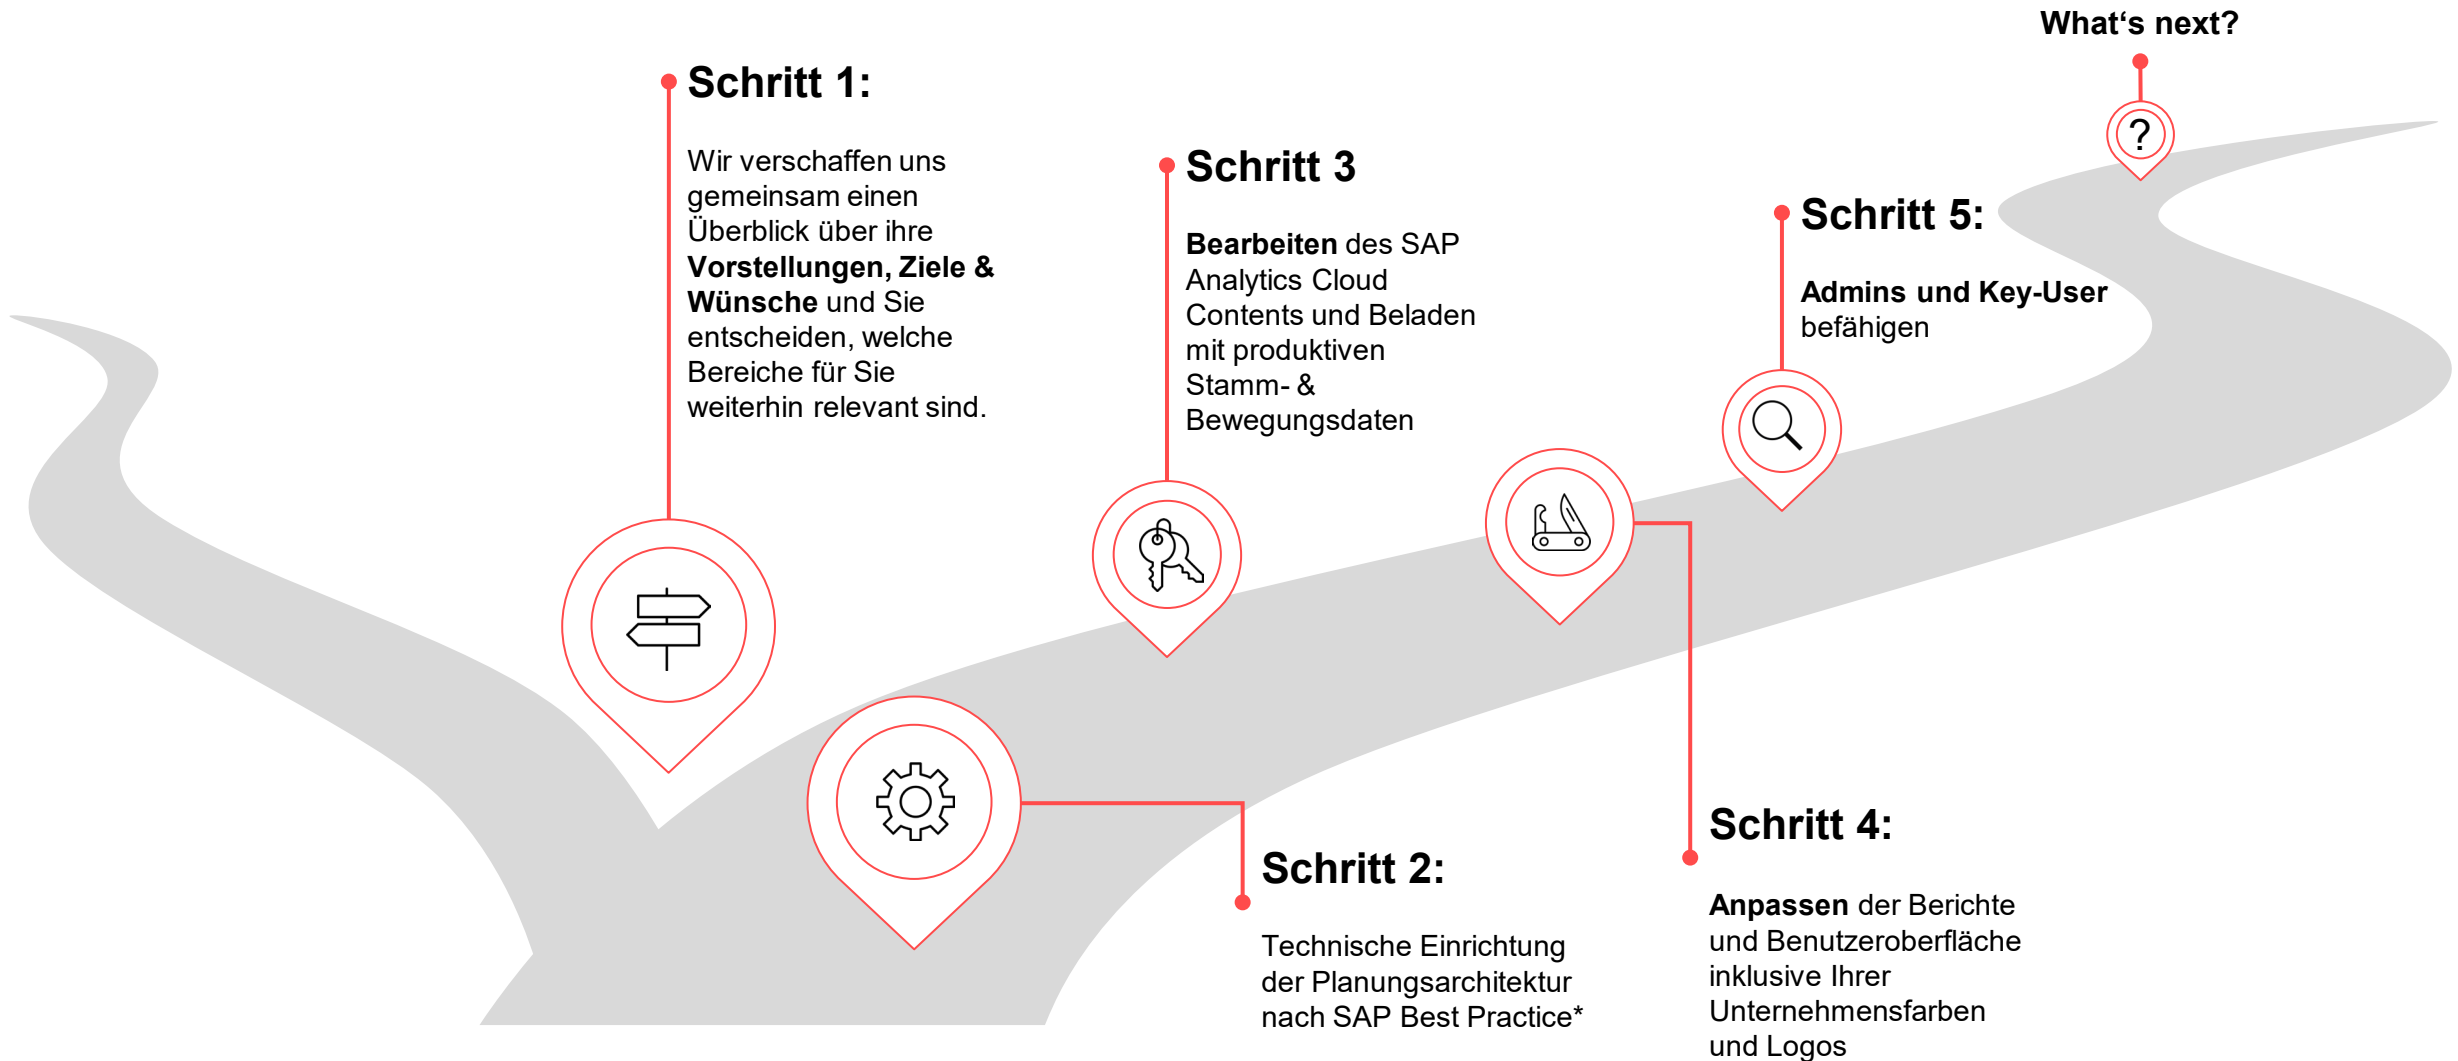 What‘s next?
?
Schritt 1:
Wir verschaffen uns
gemeinsam einen
Überblick über ihre
Vorstellungen, Ziele &
Wünsche und Sie
entscheiden, welche
Bereiche für Sie
weiterhin relevant sind.
Schritt 3
Bearbeiten des SAP
Analytics Cloud
Contents und Beladen
mit produktiven
Stamm- &
Bewegungsdaten
Schritt 5:
Admins und Key-User
befähigen
Schritt 2:
Technische Einrichtung
der Planungsarchitektur
nach SAP Best Practice*
Schritt 4:
Anpassen der Berichte
und Benutzeroberfläche
inklusive Ihrer
Unternehmensfarben
und Logos